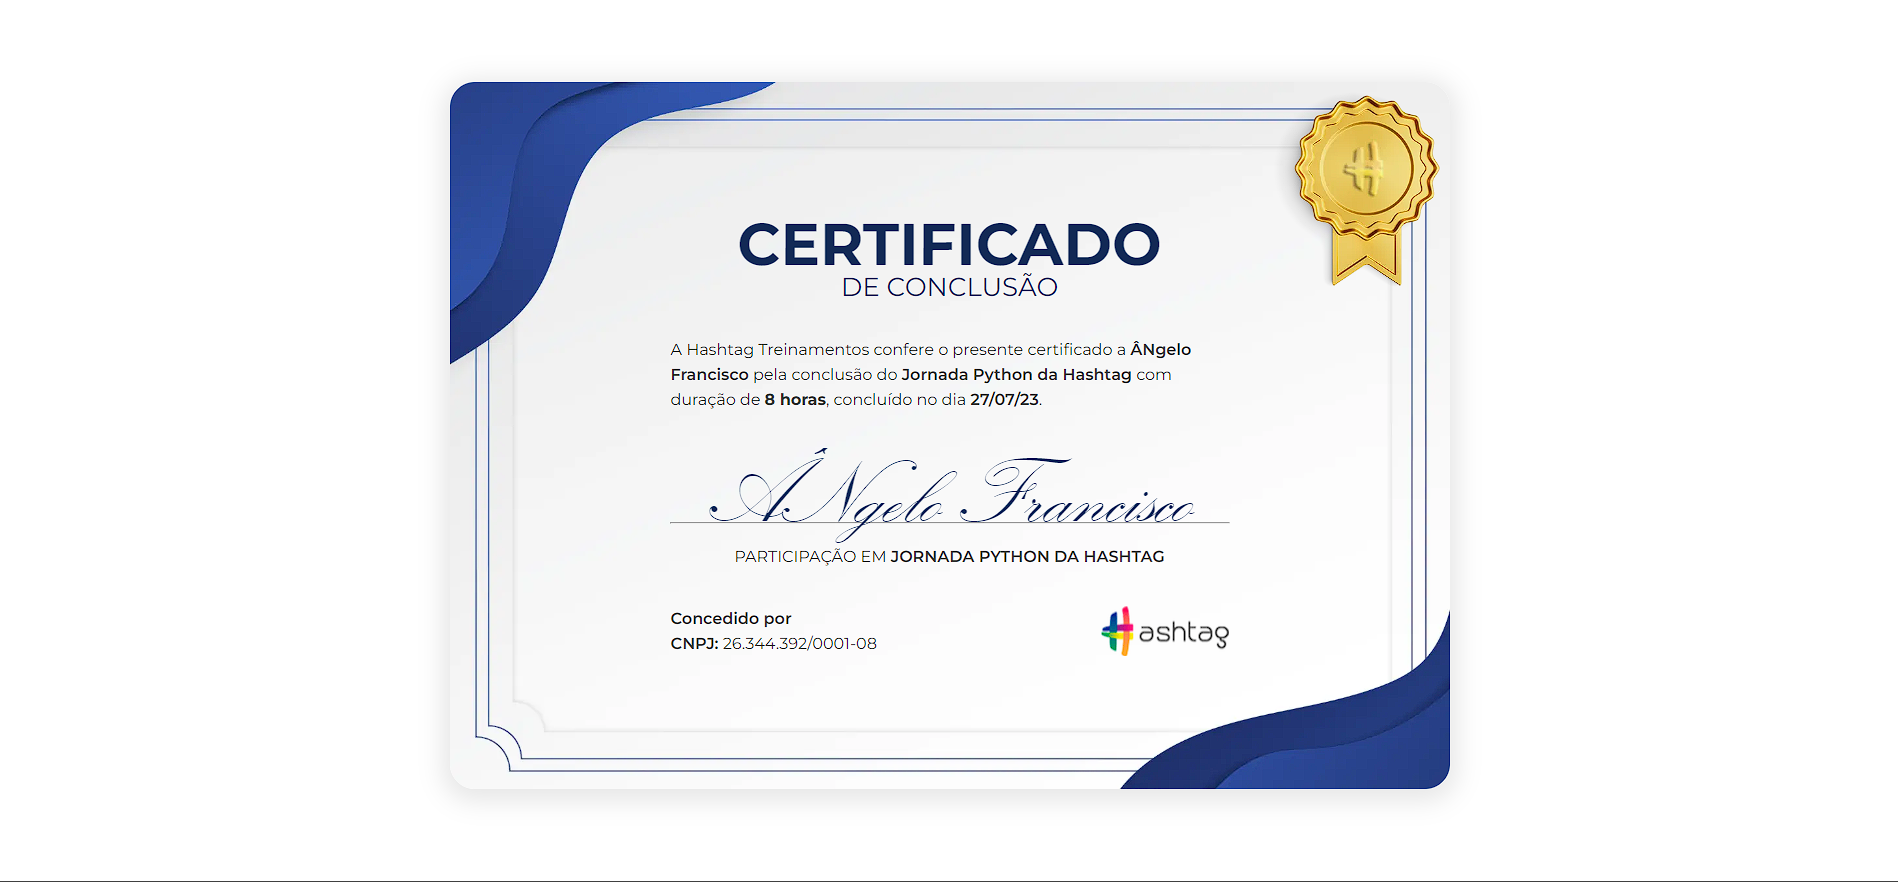 CERTIFICADO
DE CONCLUSÃO
A Hashtag Treinamentos confere o presente certificado a ÂNgelo
Francisco pela conclusão do Jornada Python da Hashtag com
duração de 8 horas, concluído no dia 27/07/23.
ÂNgelo Francisco
PARTICIPAÇÃO EM JORNADA PYTHON DA HASHTAG
Concedido por
CNPJ: 26.344.392/0001-08
#ashtag